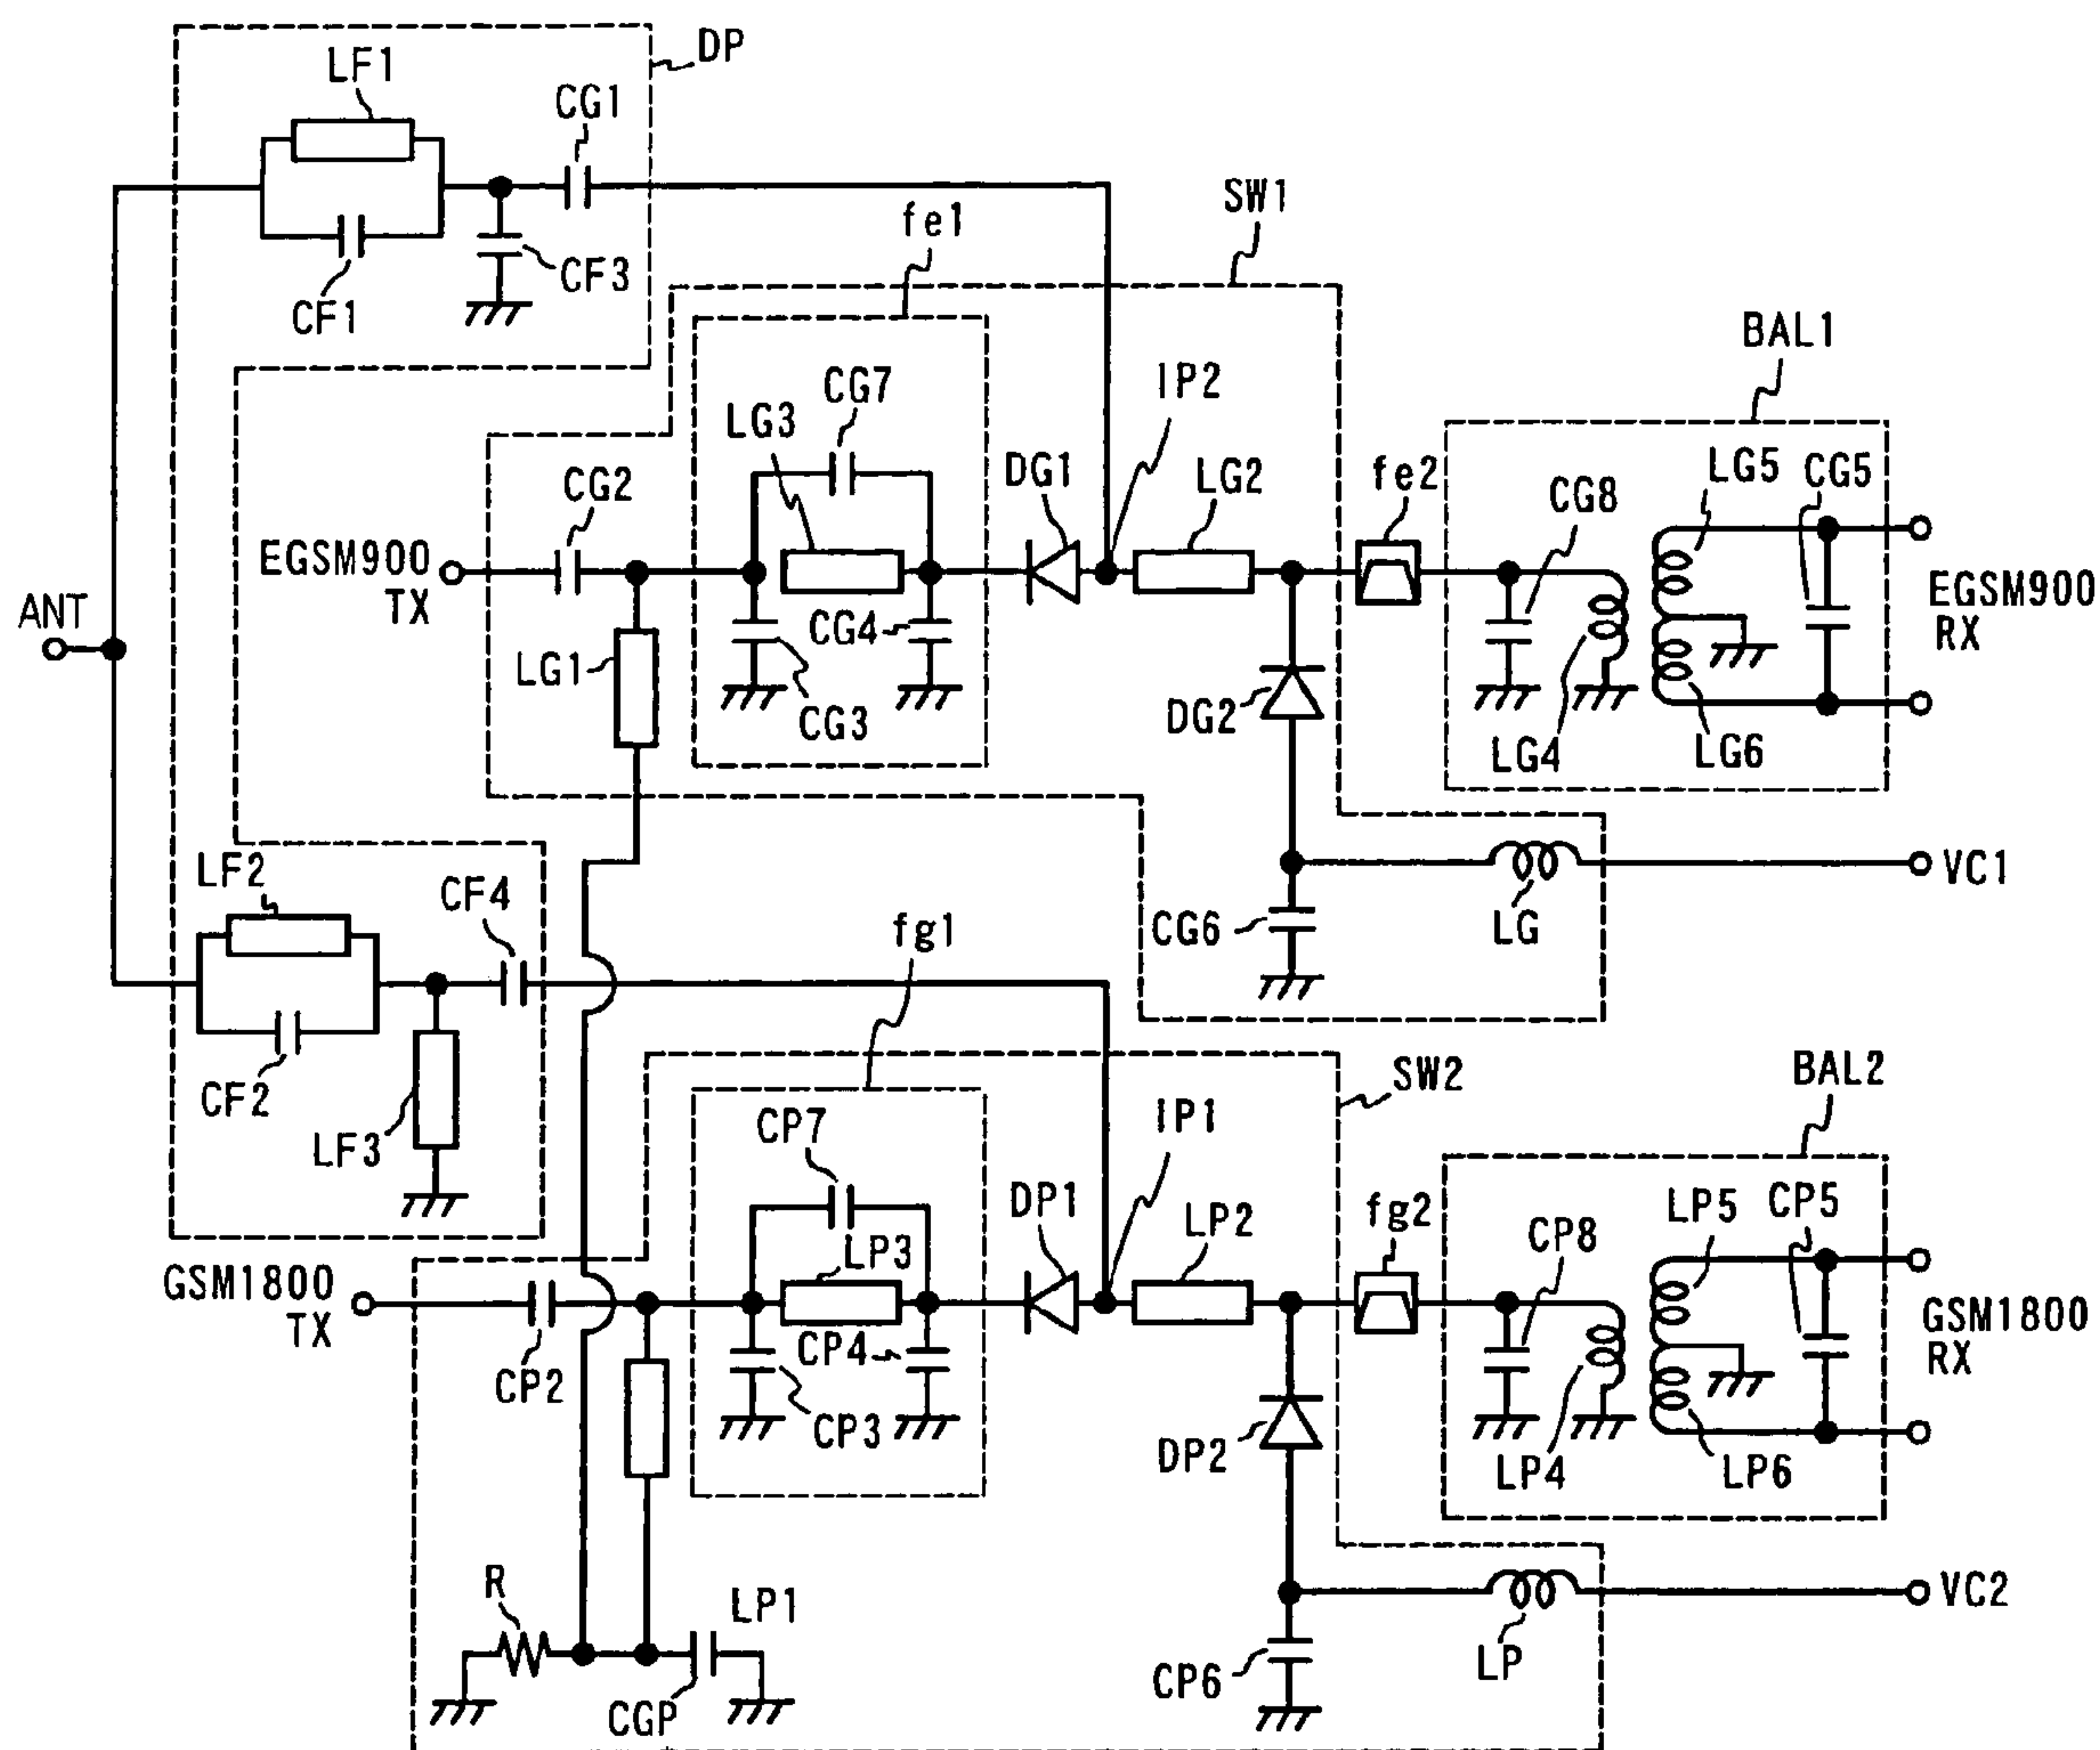 DP
LF1
CG1
SW1
fe1
CF3
CF1
BAL1
IP2
CG7
LG3
DG1
LG2
fe2
LG5
CG5
CG2
CG8
EGSM900
TX
EGSM900
RX
ANT
CG4
LG1
CG3
DG2
LG4
LG6
LF2
CF4
VC1
CG6
LG
fg1
SW2
BAL2
CF2
LF3
CP7
IP1
DP1
LP2
fg2
LP5
CP5
CP8
LP3
GSM1800
TX
GSM1800
RX
CP4
CP2
CP3
DP2
LP4
LP6
R
LP1
VC2
CP6
LP
CGP